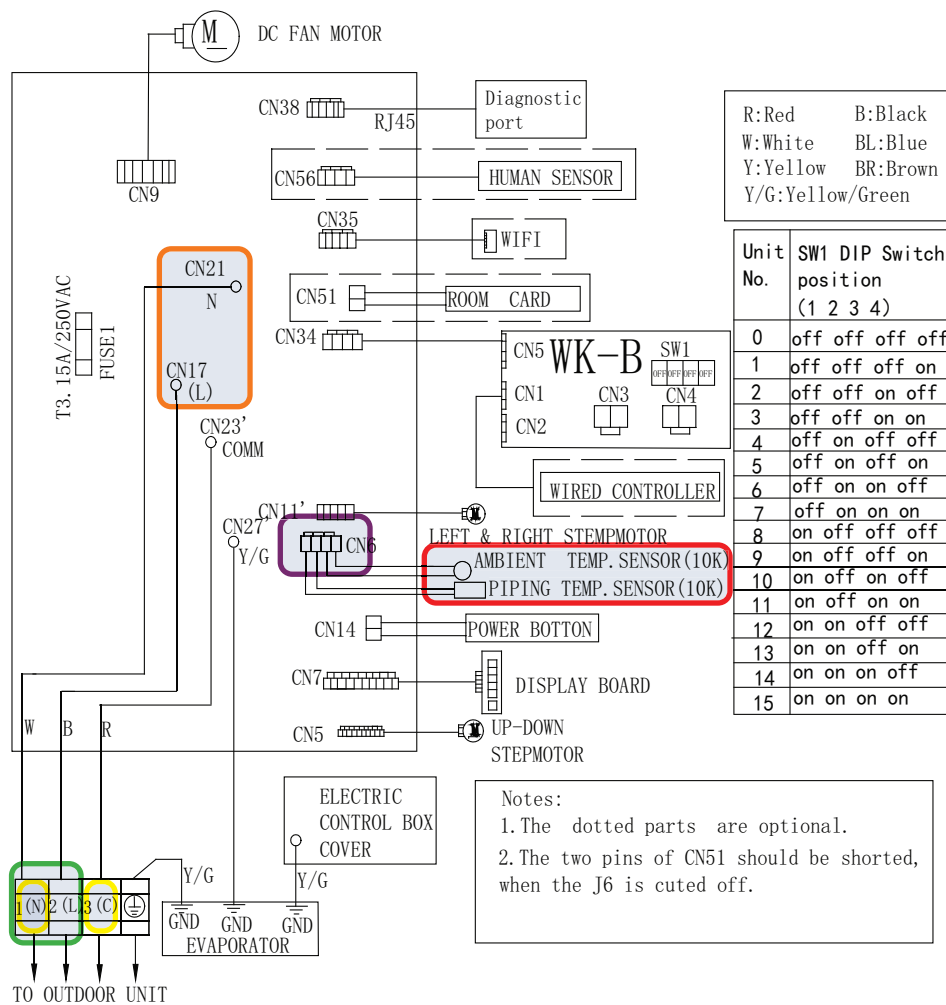 M
DC FAN MOTOR
CN38
RJ45
Diagnostic
port
CN9
CN56
HUMAN SENSOR
CN35
WIFI
CN21
N
CN51
ROOM CARD
T3.15A/250VAC
FUSE1
CN34
CN5
WK-B
SW1
OFF OFF OFF OFF
CN1
CN3
CN4
CN2
CN17
(L)
CN23'
COMM
WIRED CONTROLLER
CN11'
CN27'
Y/G
CN6
LEFT & RIGHT STEMPMOTOR
AMBIENT TEMP.SENSOR(10K)
PIPING TEMP.SENSOR(10K)
CN14
POWER BOTTON
CN7
DISPLAY BOARD
W
B
R
CN5
UP-DOWN
STEPMOTOR
ELECTRIC
CONTROL BOX
COVER
Y/G
Y/G
1(N)
2(L)
3(C)
GND
GND
GND
EVAPORATOR
TO OUTDOOR UNIT
R:Red B:Black
W:White BL:Blue
Y:Yellow BR:Brown
Y/G:Yellow/Green
Unit No. SW1 DIP Switch
position
(1 2 3 4)
0 off off off off
1 off off off on
2 off off on off
3 off off on on
4 off on off off
5 off on off on
6 off on on off
7 off on on on
8 on off off off
9 on off off on
10 on off on off
11 on off on on
12 on on off off
13 on on off on
14 on on on off
15 on on on on
Notes:
1.The dotted parts are optional.
2.The two pins of CN51 should be shorted,
when the J6 is cuted off.